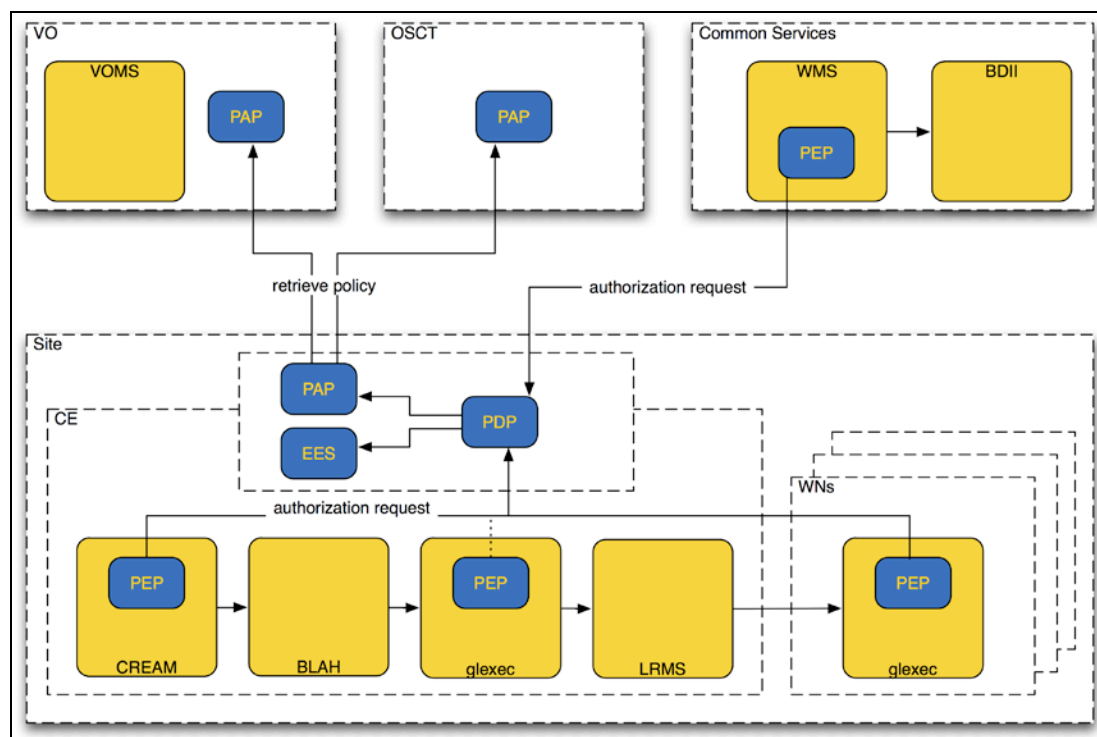 VO
OSCT
Common Services
VOMS
WMS
BDII
PAP
PAP
PEP
retrieve policy
authorization request
Site
PAP
CE
PDP
EES
WNs
authorization request
PEP
PEP
PEP
CREAM
BLAH
glexec
LRMS
glexec